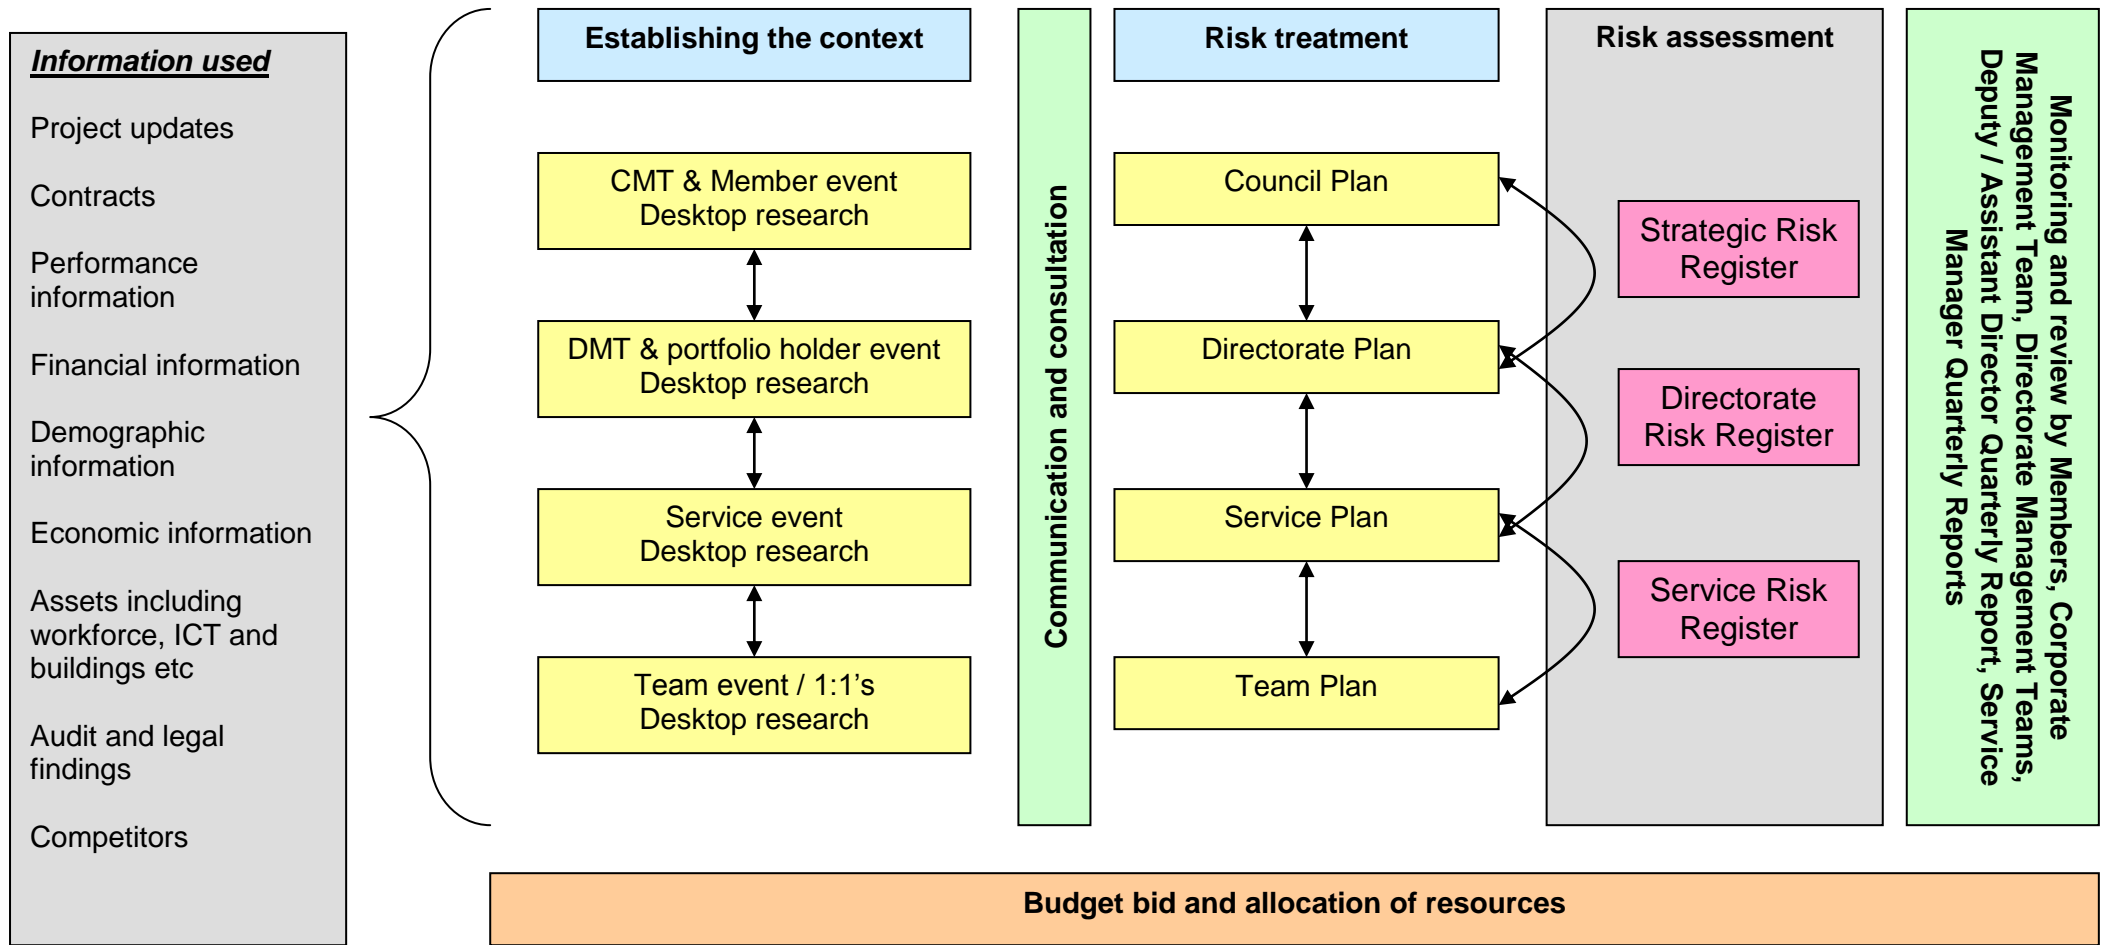 Information used
Project updates
Contracts
Performance
information
Financial information
Demographic
information
Economic information
Assets including
workforce, ICT and
buildings etc
Audit and legal
findings
Competitors
Establishing the context
CMT & Member event
Desktop research
DMT & portfolio holder event
Desktop research
Service event
Desktop research
Team event / 1:1’s
Desktop research
Communication and consultation
Risk treatment
Council Plan
Directorate Plan
Service Plan
Team Plan
Risk assessment
Strategic Risk
Register
Directorate
Risk Register
Service Risk
Register
Monitoring and review by Members, Corporate
Management Team, Directorate Management Teams,
Deputy / Assistant Director Quarterly Report, Service
Manager Quarterly Reports
Budget bid and allocation of resources